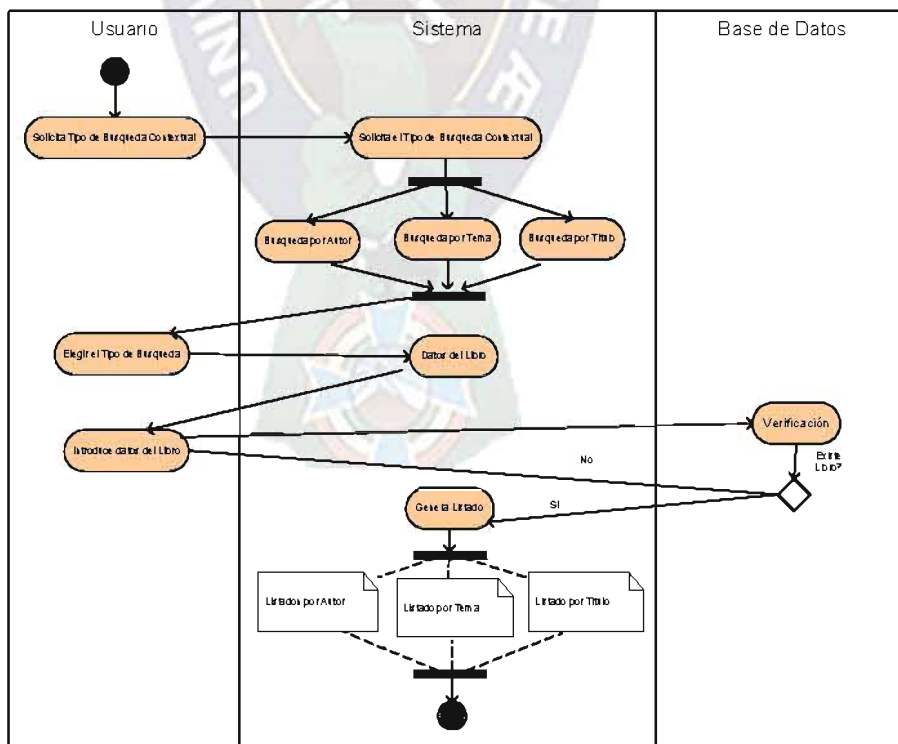 Usuario
Sistema
Base de Datos
Solicita Tipo de Busqueda Contextual
Solicita el Tipo de Busqueda Contextual
Busqueda por Autor
Busqueda por Tema
Busqueda por Titulo
Elegir el Tipo de Busqueda
Datos del Libro
Introduce datos del Libro
Verificación
Existe
Libro?
No
Si
Genera Listado
Listados por Autor
Listado por Tema
Listado por Titulo
UNI
Æ